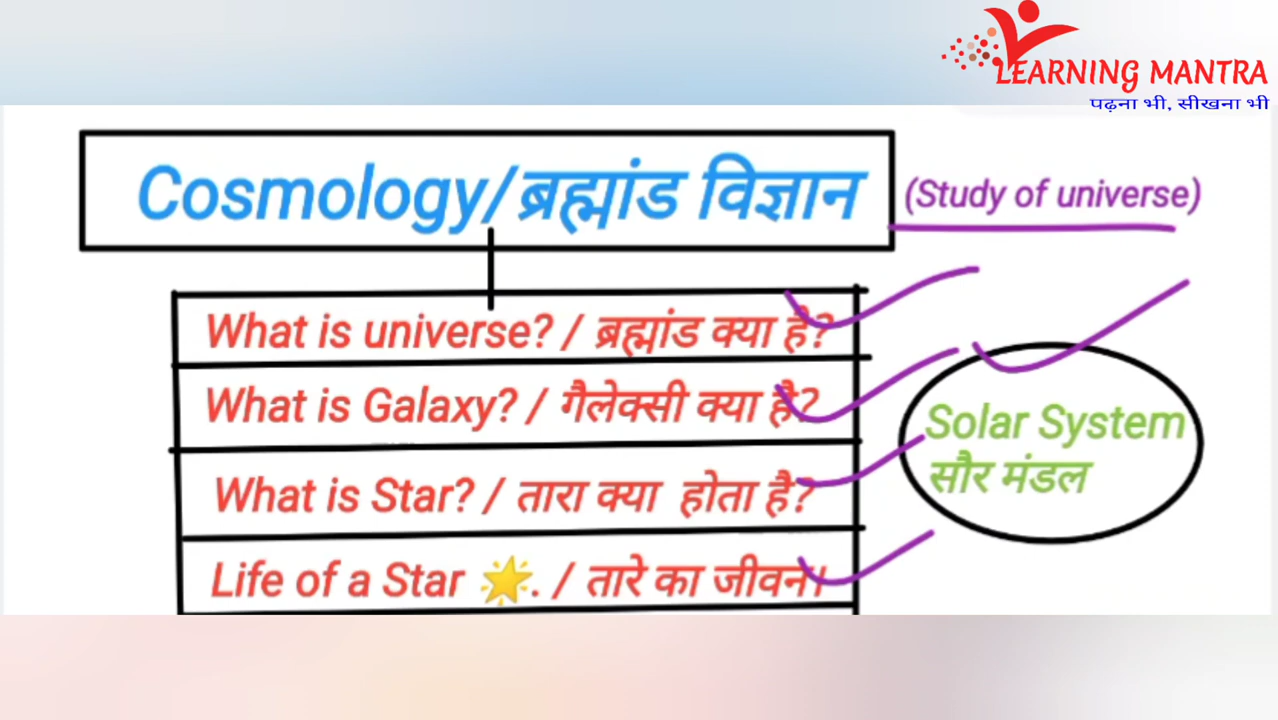 LEARNING MANTRA
पढ़ना भी, सीखना भी
Cosmology/ब्रह्मांड विज्ञान (Study of universe)
What is universe? / ब्रह्मांड क्या है?
What is Galaxy? / गैलेक्सी क्या है?
What is Star? / तारा क्या होता है?
Life of a Star 🌟. / तारे का जीवन।
Solar System
सौर मंडल